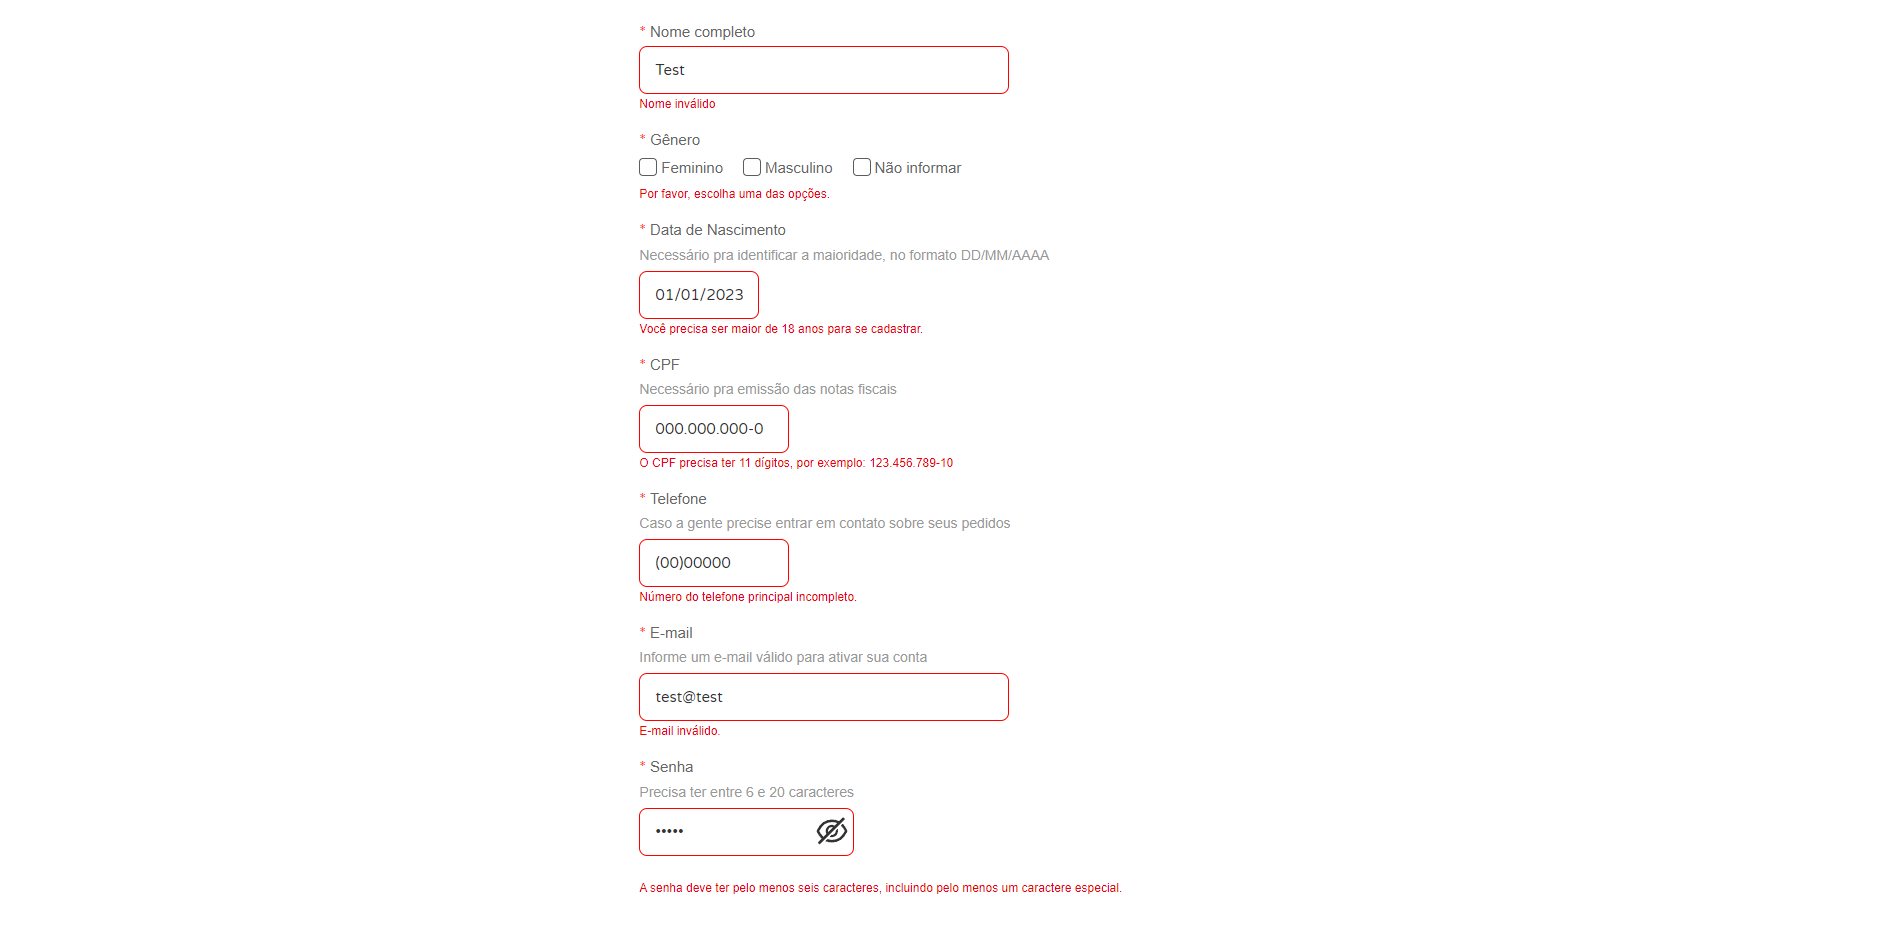 * Nome completo
Test
Nome inválido
* Gênero
Feminino Masculino Não informar
Por favor, escolha uma das opções.
* Data de Nascimento
Necessário pra identificar a maioridade, no formato DD/MM/AAAA
01/01/2023
Você precisa ser maior de 18 anos para se cadastrar.
* CPF
Necessário pra emissão das notas fiscais
000.000.000-0
O CPF precisa ter 11 dígitos, por exemplo: 123.456.789-10
* Telefone
Caso a gente precise entrar em contato sobre seus pedidos
(00)00000
Número do telefone principal incompleto.
* E-mail
Informe um e-mail válido para ativar sua conta
test@test
E-mail inválido.
* Senha
Precisa ter entre 6 e 20 caracteres
•••••
A senha deve ter pelo menos seis caracteres, incluindo pelo menos um caractere especial.